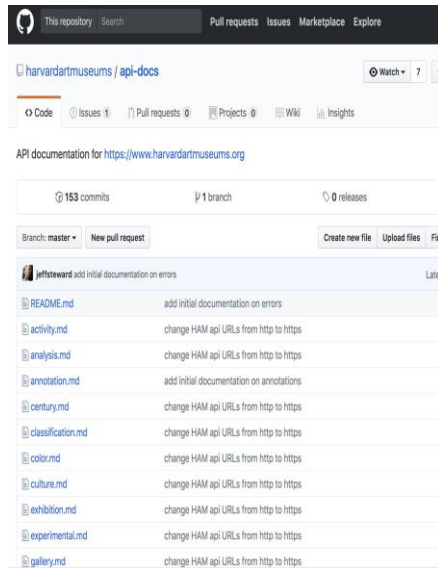 This repository Search Pull requests Issues Marketplace Explore
harvardartmuseums / api-docs Watch 7
Code Issues 1 Pull requests 0 Projects 0 Wiki Insights
API documentation for https://www.harvardartmuseums.org
153 commits 1 branch 0 releases
Branch: master New pull request Create new file Upload files Fi
jeffsteward add initial documentation on errors Late
README.md add initial documentation on errors
activity.md change HAM api URLs from http to https
analysis.md change HAM api URLs from http to https
annotation.md add initial documentation on annotations
century.md change HAM api URLs from http to https
classification.md change HAM api URLs from http to https
color.md change HAM api URLs from http to https
culture.md change HAM api URLs from http to https
exhibition.md change HAM api URLs from http to https
experimental.md change HAM api URLs from http to https
gallery.md change HAM api URLs from http to https